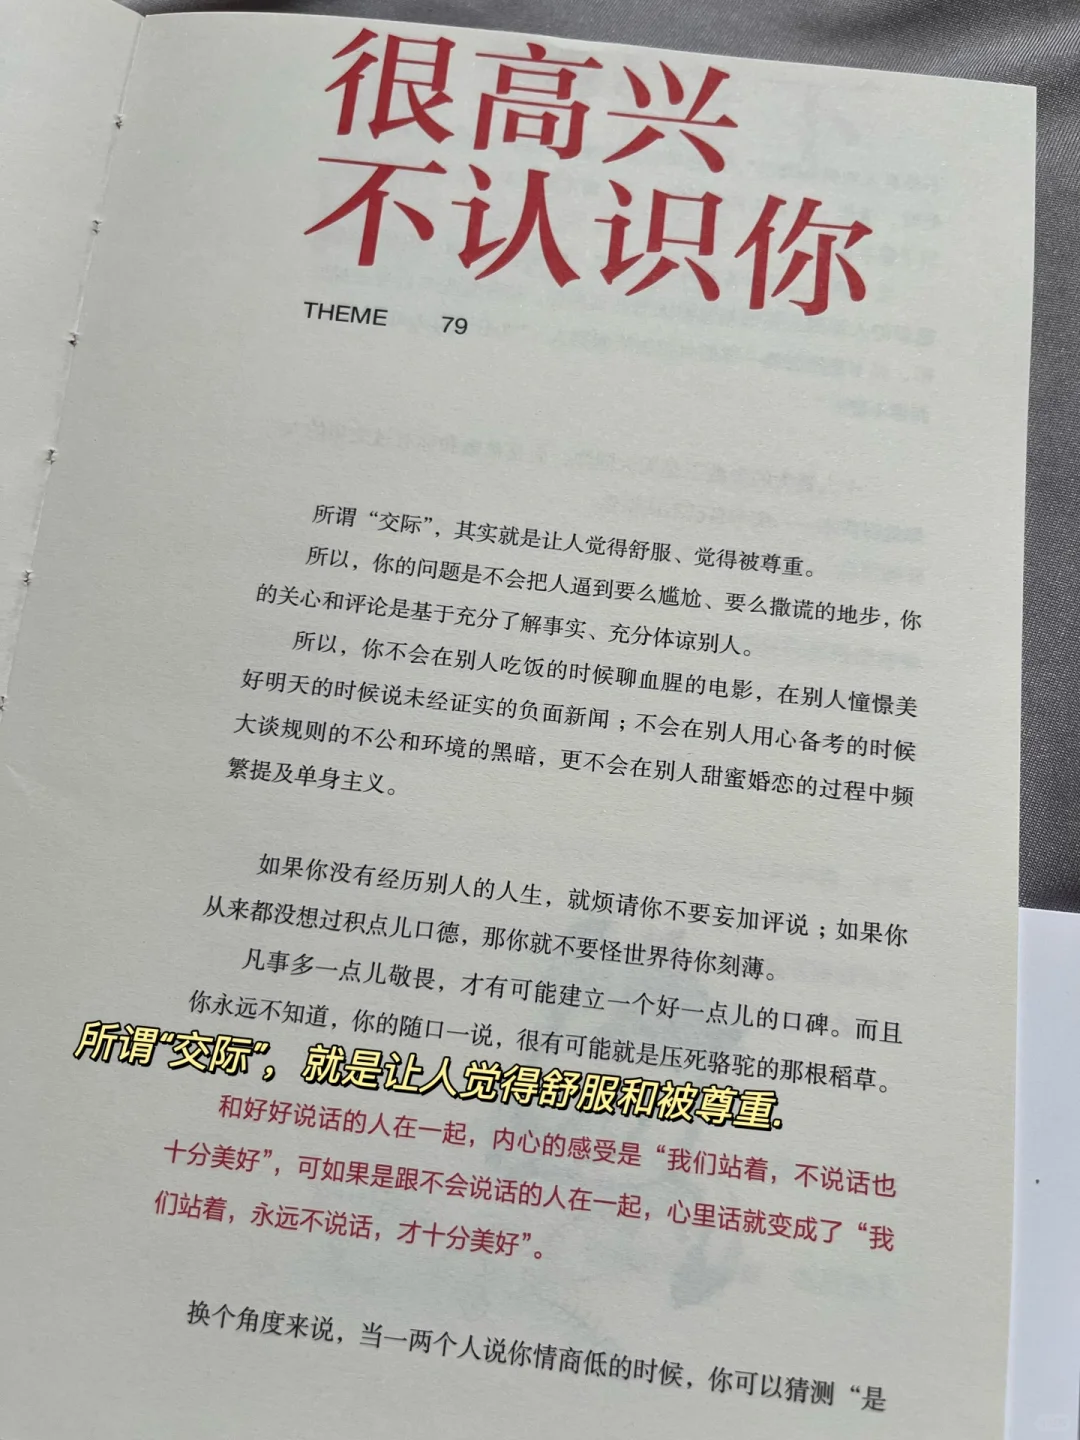 很高兴
不认识你
THEME 79
所谓“交际”，其实就是让人觉得舒服、觉得被尊重。
所以，你的问题是不会把人逼到要么尴尬、要么撒谎的地步，你
的关心和评论是基于充分了解事实、充分体谅别人。
所以，你不会在别人吃饭的时候聊血腥的电影，在别人憧憬美
好明天的时候说未经证实的负面新闻；不会在别人用心备考的时候
大谈规则的不公和环境的黑暗，更不会在别人甜蜜婚恋的过程中频
繁提及单身主义。
如果你没有经历别人的人生，就烦请你不要妄加评说；如果你
从来都没想过积点儿口德，那你就不要怪世界待你刻薄。
凡事多一点儿敬畏，才有可能建立一个好一点儿的口碑。而且
你永远不知道，你的随口一说，很有可能就是压死骆驼的那根稻草。
所谓“交际”，就是让人觉得舒服和被尊重.
和好好说话的人在一起，内心的感受是“我们站着，不说话也
十分美好”，可如果是跟不会说话的人在一起，心里话就变成了“我
们站着，永远不说话，才十分美好”。
换个角度来说，当一两个人说你情商低的时候，你可以猜测“是